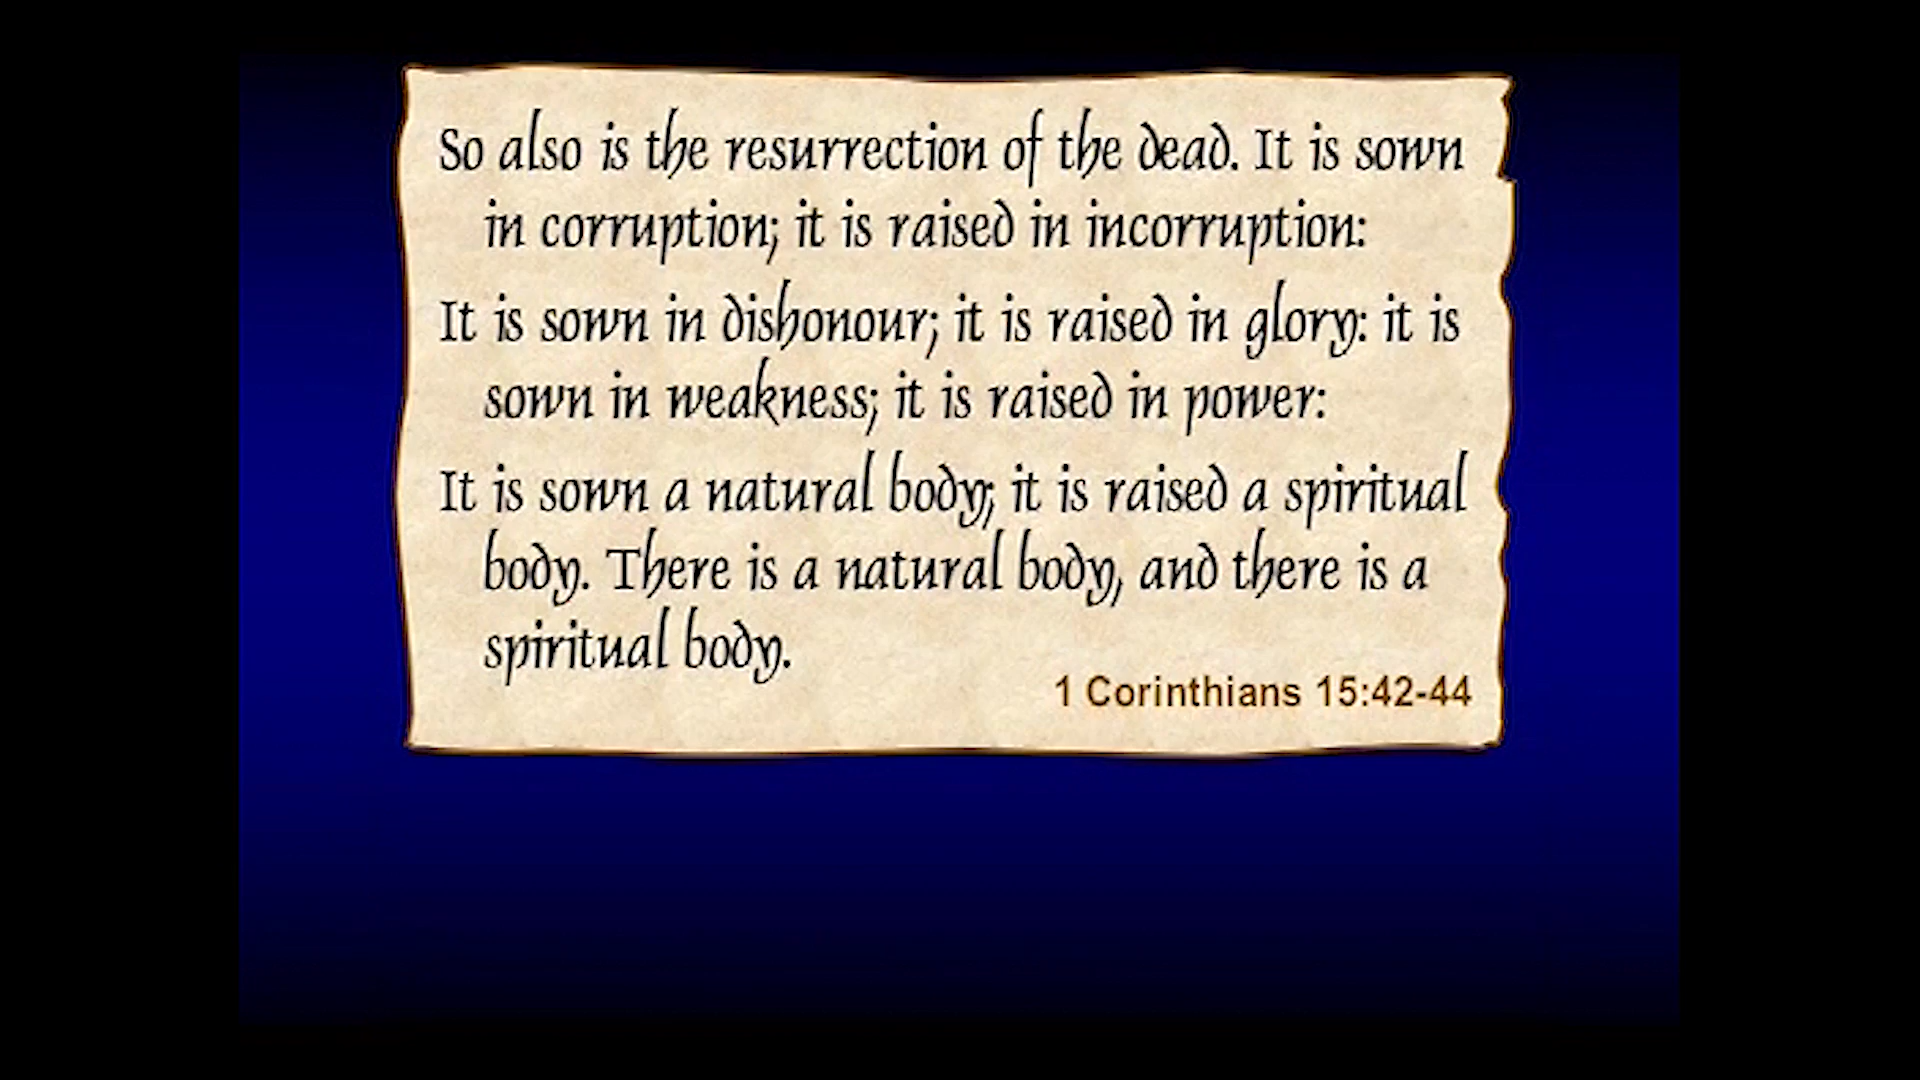 So also is the resurrection of the dead. It is sown
in corruption; it is raised in incorruption:
It is sown in dishonour; it is raised in glory: it is
sown in weakness; it is raised in power:
It is sown a natural body; it is raised a spiritual
body. There is a natural body, and there is a
spiritual body.
1 Corinthians 15:42-44